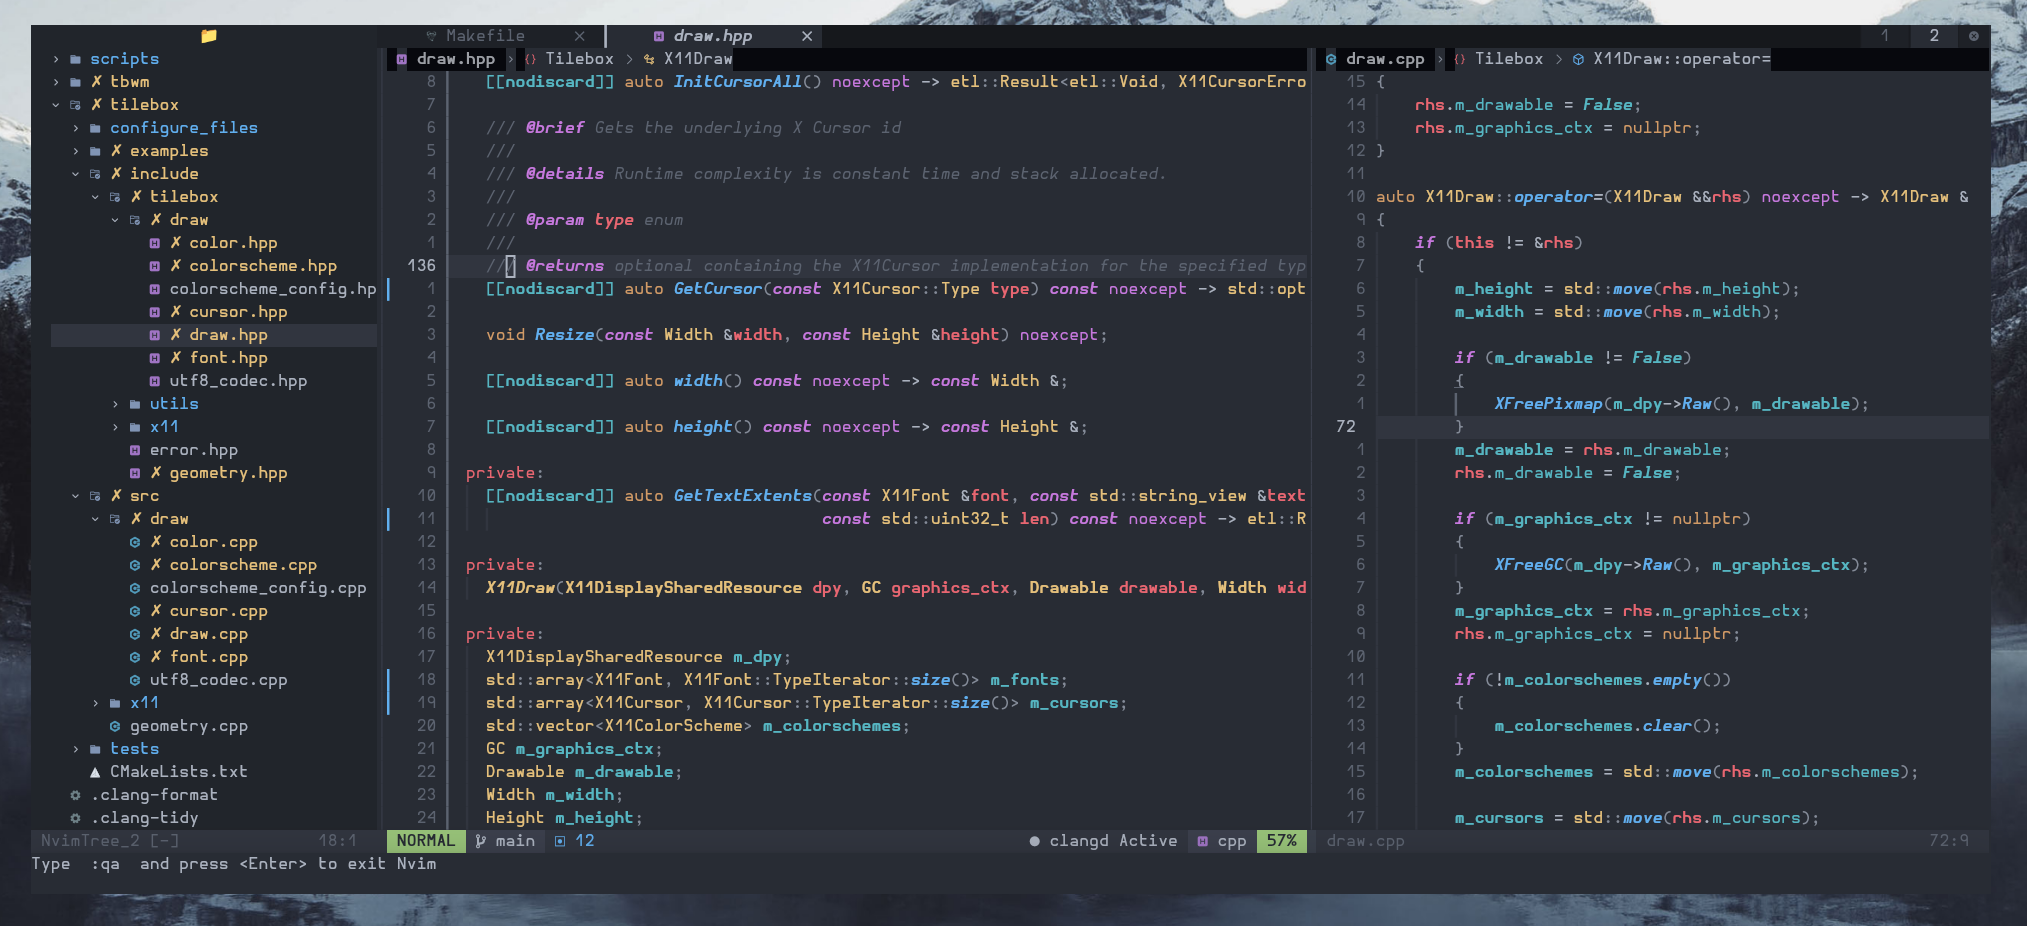 Makefile
draw.hpp
1 2
scripts
✗ tbwm
✗ tilebox
configure_files
✗ examples
✗ include
✗ tilebox
✗ draw
✗ color.hpp
✗ colorscheme.hpp
colorscheme_config.hp
✗ cursor.hpp
✗ draw.hpp
✗ font.hpp
utf8_codec.hpp
utils
x11
error.hpp
✗ geometry.hpp
✗ src
✗ draw
✗ color.cpp
✗ colorscheme.cpp
colorscheme_config.cpp
✗ cursor.cpp
✗ draw.cpp
✗ font.cpp
utf8_codec.cpp
x11
geometry.cpp
tests
CMakeLists.txt
.clang-format
.clang-tidy
NvimTree_2 [-] 18:1
draw.hpp › {} Tilebox > X11Draw
8 [[nodiscard]] auto InitCursorAll() noexcept -> etl::Result<etl::Void, X11CursorErro
7
6 /// @brief Gets the underlying X Cursor id
5 ///
4 /// @details Runtime complexity is constant time and stack allocated.
3 ///
2 /// @param type enum
1 ///
136 /// @returns optional containing the X11Cursor implementation for the specified typ
1 [[nodiscard]] auto GetCursor(const X11Cursor::Type type) const noexcept -> std::opt
2
3 void Resize(const Width &width, const Height &height) noexcept;
4
5 [[nodiscard]] auto width() const noexcept -> const Width &;
6
7 [[nodiscard]] auto height() const noexcept -> const Height &;
8
9 private:
10 [[nodiscard]] auto GetTextExtents(const X11Font &font, const std::string_view &text
11 const std::uint32_t len) const noexcept -> etl::R
12
13 private:
14 X11Draw(X11DisplaySharedResource dpy, GC graphics_ctx, Drawable drawable, Width wid
15
16 private:
17 X11DisplaySharedResource m_dpy;
18 std::array<X11Font, X11Font::TypeIterator::size()> m_fonts;
19 std::array<X11Cursor, X11Cursor::TypeIterator::size()> m_cursors;
20 std::vector<X11ColorScheme> m_colorschemes;
21 GC m_graphics_ctx;
22 Drawable m_drawable;
23 Width m_width;
24 Height m_height;
NORMAL main 12 ● clangd Active cpp 57%
draw.cpp › {} Tilebox > X11Draw::operator=
15 {
14 rhs.m_drawable = False;
13 rhs.m_graphics_ctx = nullptr;
12 }
11
10 auto X11Draw::operator=(X11Draw &&rhs) noexcept -> X11Draw &
9 {
8 if (this != &rhs)
7 {
6 m_height = std::move(rhs.m_height);
5 m_width = std::move(rhs.m_width);
4
3 if (m_drawable != False)
2 {
1 XFreePixmap(m_dpy->Raw(), m_drawable);
72 }
1 m_drawable = rhs.m_drawable;
2 rhs.m_drawable = False;
3
4 if (m_graphics_ctx != nullptr)
5 {
6 XFreeGC(m_dpy->Raw(), m_graphics_ctx);
7 }
8 m_graphics_ctx = rhs.m_graphics_ctx;
9 rhs.m_graphics_ctx = nullptr;
10
11 if (!m_colorschemes.empty())
12 {
13 m_colorschemes.clear();
14 }
15 m_colorschemes = std::move(rhs.m_colorschemes);
16
17 m_cursors = std::move(rhs.m_cursors);
draw.cpp 72:9
Type :qa and press <Enter> to exit Nvim